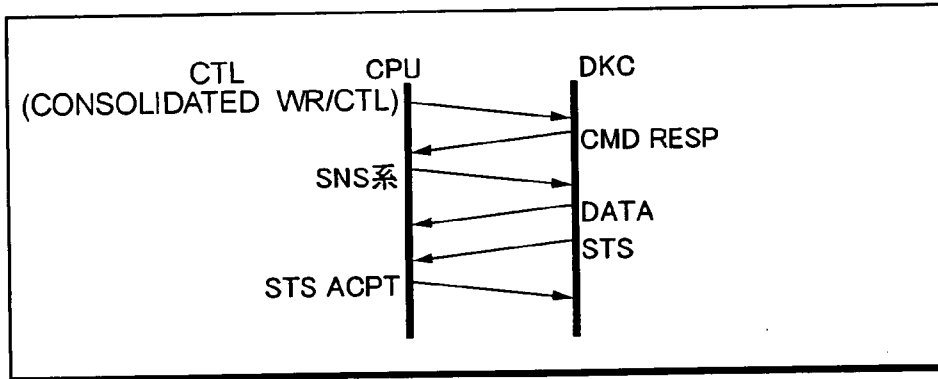 CTL
(CONSOLIDATED WR/CTL)
CPU
DKC
CMD RESP
SNS系
DATA
STS
STS ACPT